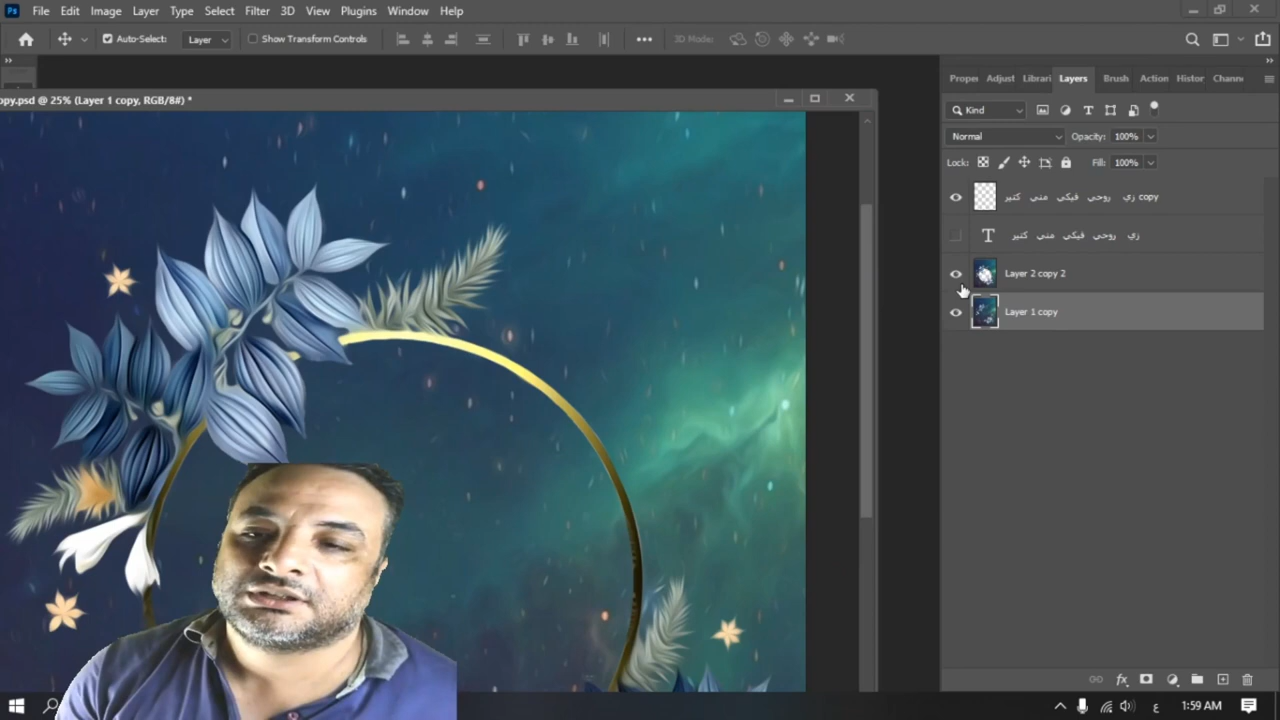 Ps File Edit Image Layer Type Select Filter 3D View Plugins Window Help
Auto-Select: Layer Show Transform Controls 3D Mode:
opy.psd @ 25% (Layer 1 copy, RGB/8#) *
Proper Adjust Librari Layers Brush Action Histor Chann
Kind
Normal Opacity: 100%
Lock: Fill: 100%
زي روحي فيكي مني كتير copy
زي روحي فيكي مني كتير
Layer 2 copy 2
Layer 1 copy
fx
ع 1:59 AM